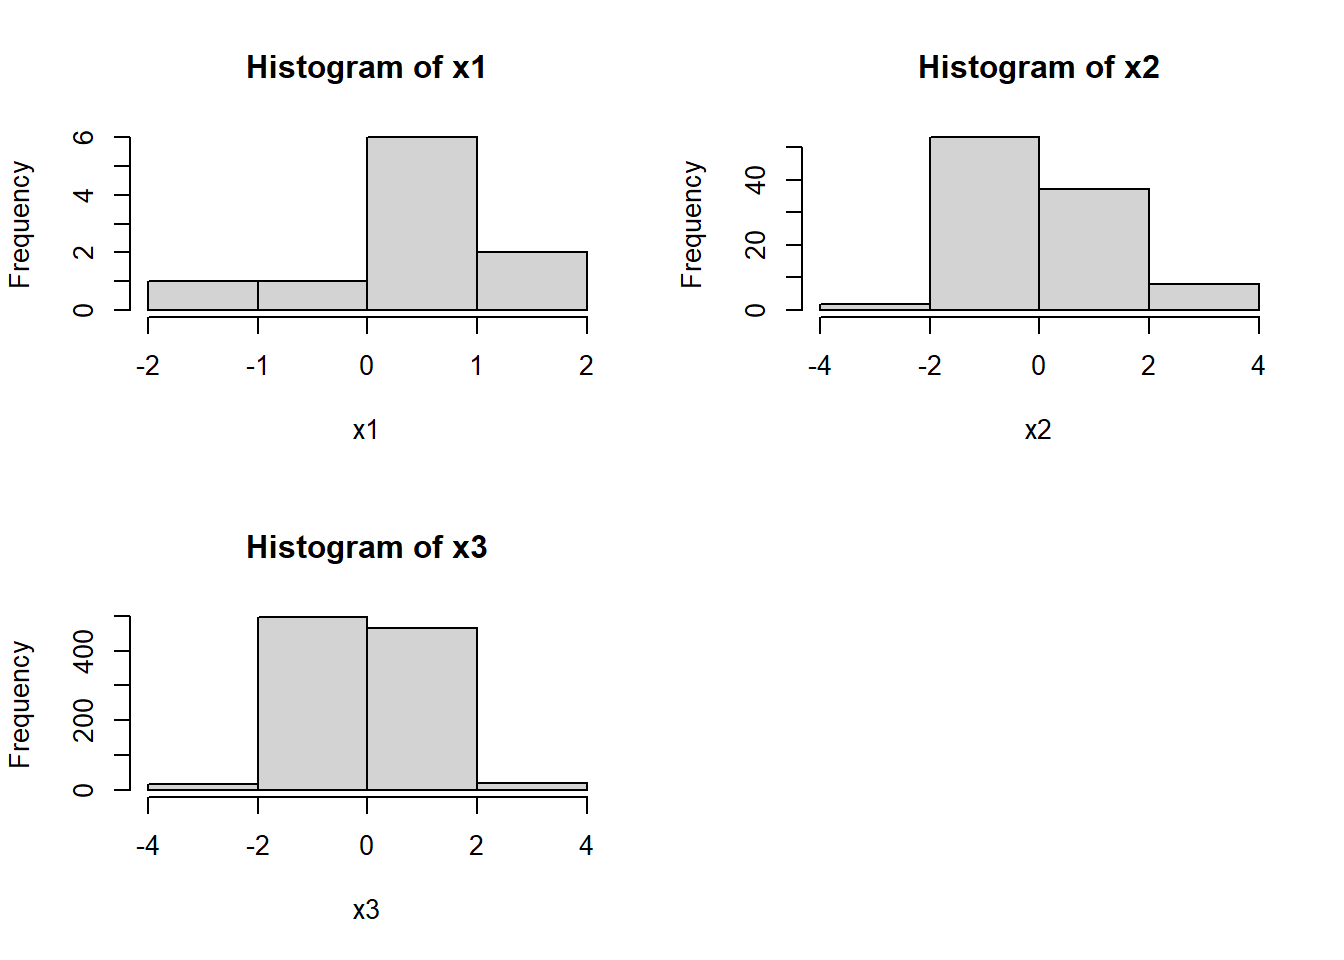 Histogram of x1
Frequency
0 2 4 6
-2 -1 0 1 2
x1
Histogram of x2
Frequency
0 20 40
-4 -2 0 2 4
x2
Histogram of x3
Frequency
0 200 400
-4 -2 0 2 4
x3